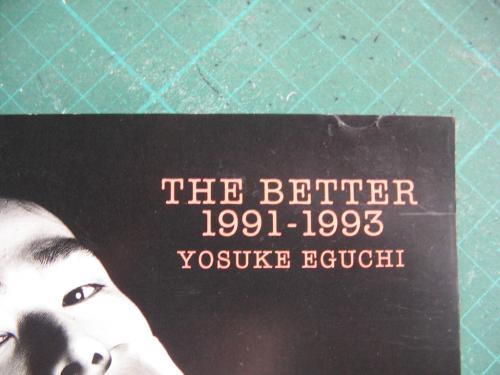 THE BETTER
1991-1993
YOSUKE EGUCHI